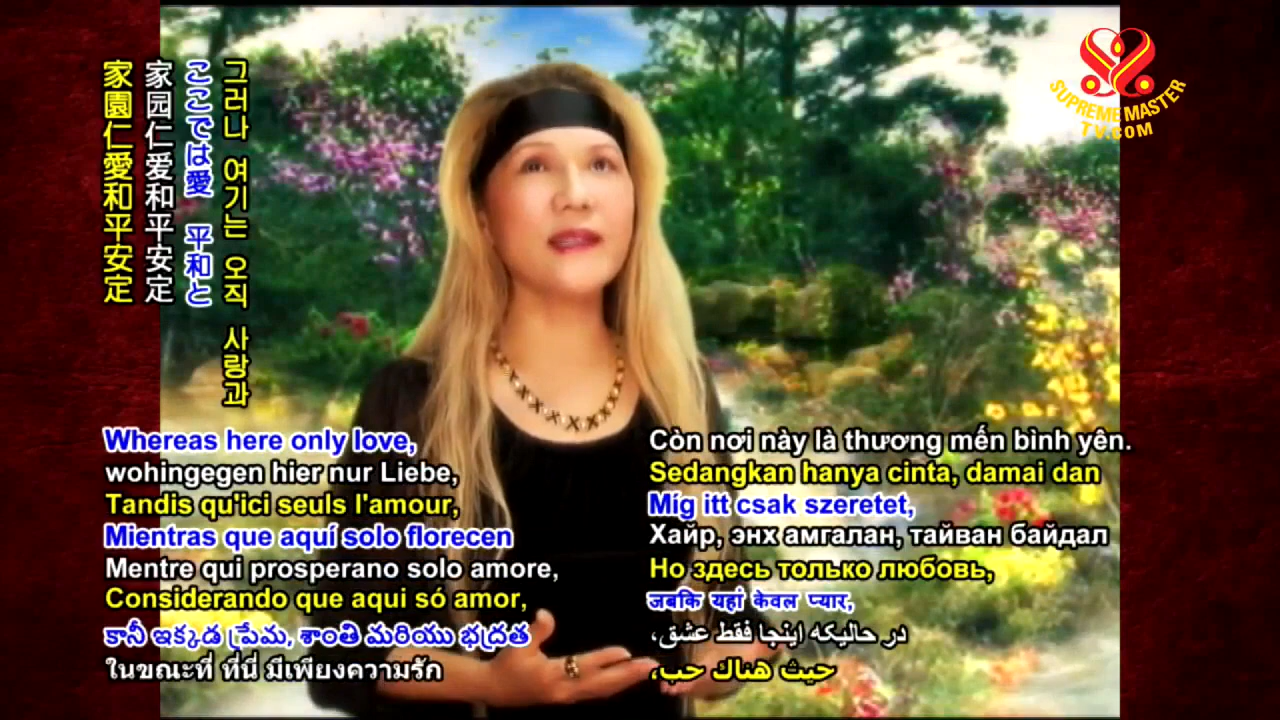 家園仁愛和平安定
家园仁爱和平安定
ここでは愛 平和と
그러나 여기는 오직 사랑과
SUPREME MASTER
TV.COM
Whereas here only love,
wohingegen hier nur Liebe,
Tandis qu'ici seuls l'amour,
Mientras que aquí solo florecen
Mentre qui prosperano solo amore,
Considerando que aqui só amor,
కానీ ఇక్కడ ప్రేమ, శాంతి మరియు భద్రత
ในขณะที่ ที่นี่ มีเพียงความรัก
Còn nơi này là thương mến bình yên.
Sedangkan hanya cinta, damai dan
Míg itt csak szeretet,
Хайр, энх амгалан, тайван байдал
Но здесь только любовь,
जबकि यहां केवल प्यार,
در حالیکه اینجا فقط عشق،
حيث هناك حب،